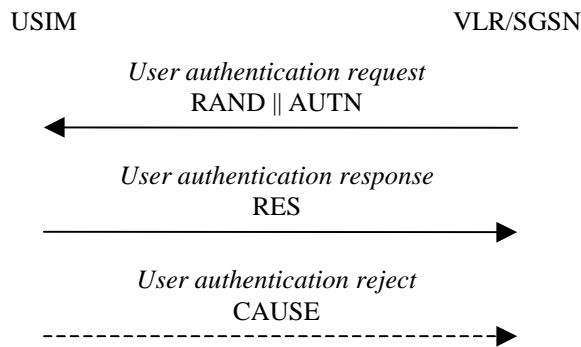 USIM VLR/SGSN
User authentication request
RAND || AUTN
User authentication response
RES
User authentication reject
CAUSE